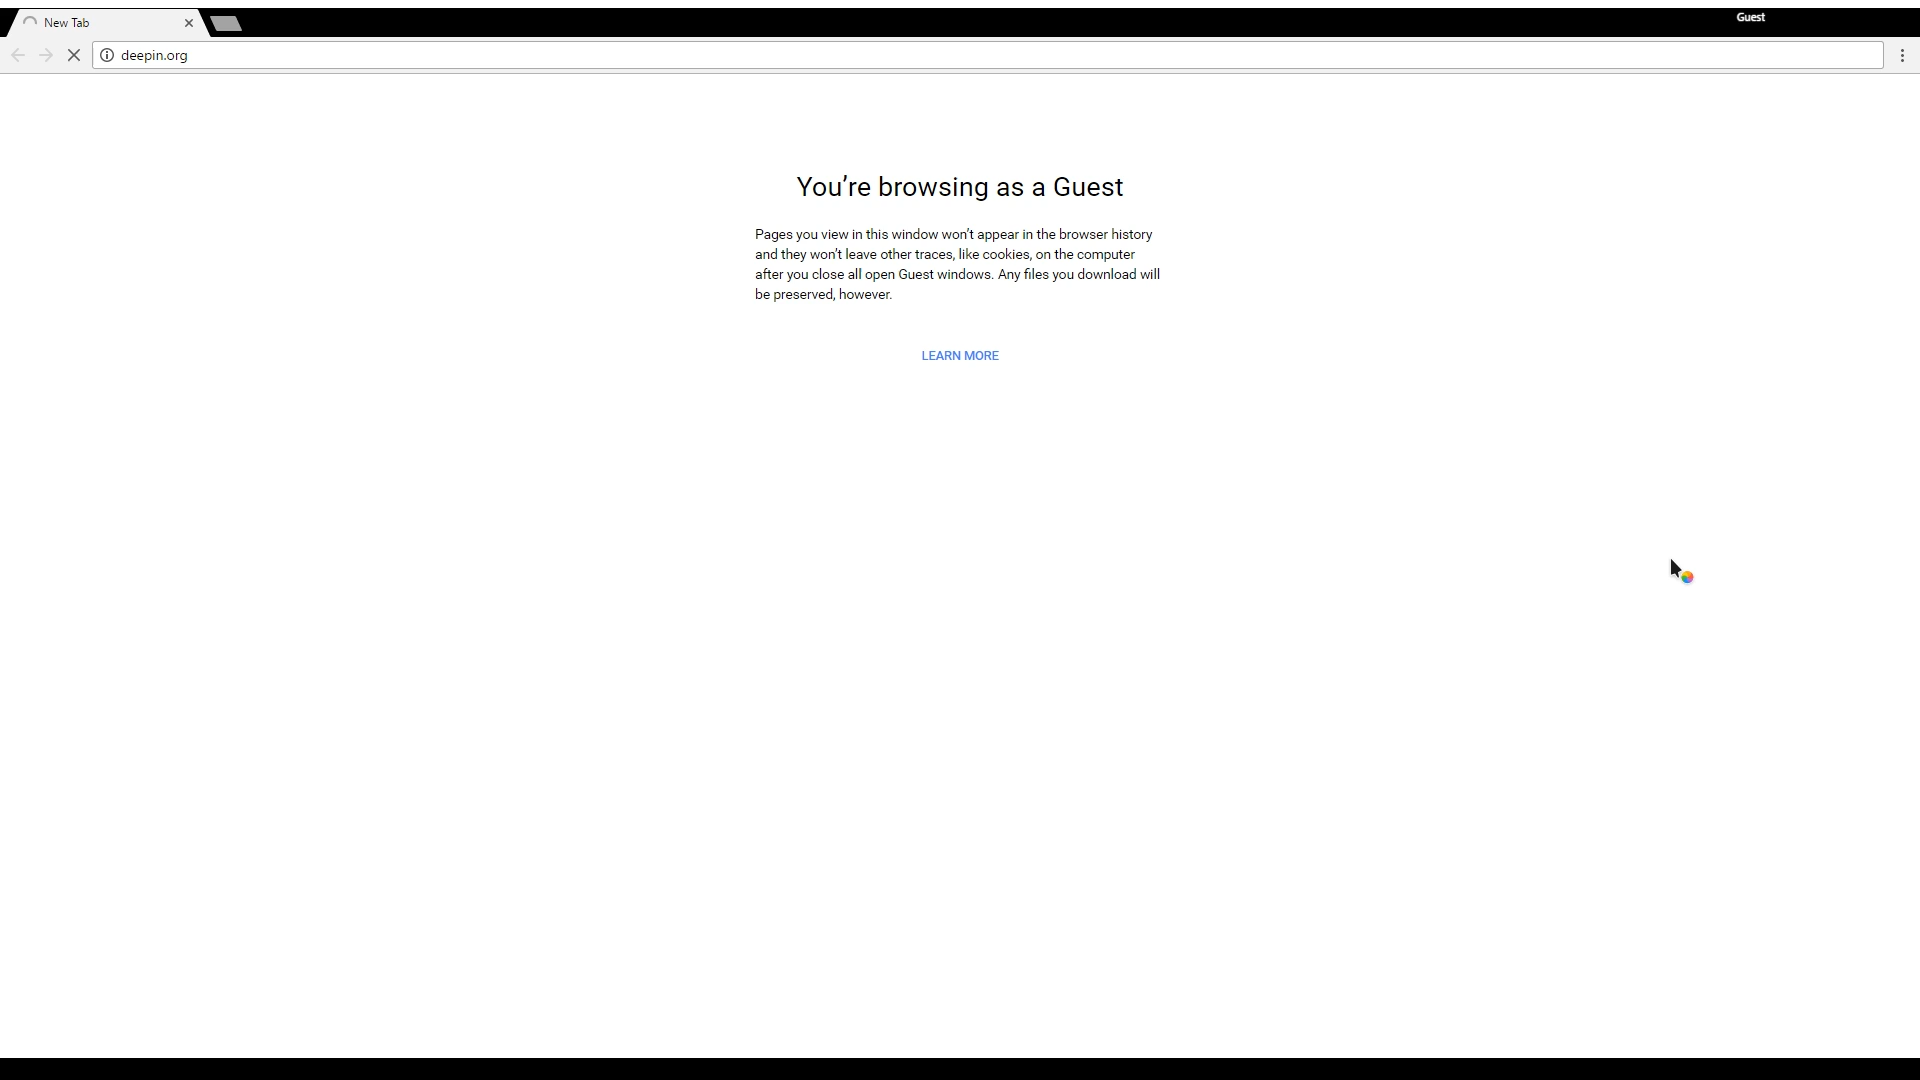 New Tab
Guest
deepin.org
You’re browsing as a Guest
Pages you view in this window won’t appear in the browser history
and they won’t leave other traces, like cookies, on the computer
after you close all open Guest windows. Any files you download will
be preserved, however.
LEARN MORE